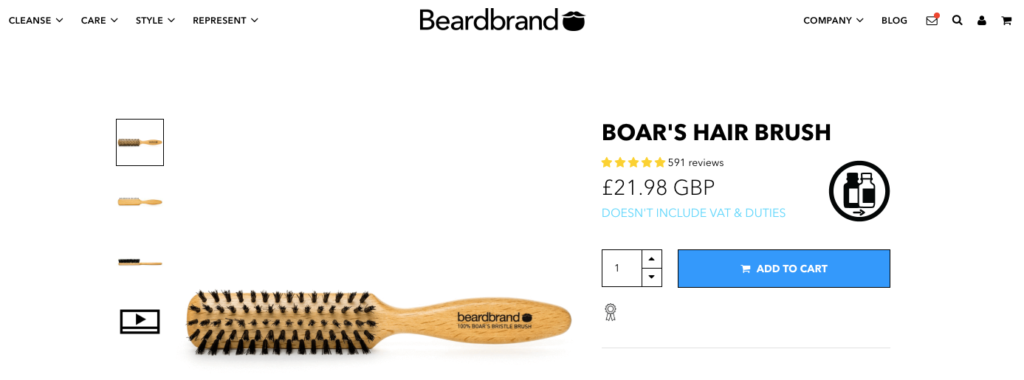 CLEANSE CARE STYLE REPRESENT Beardbrand COMPANY BLOG
BOAR'S HAIR BRUSH
591 reviews
£21.98 GBP
DOESN'T INCLUDE VAT & DUTIES
1 ADD TO CART
beardbrand
100% BOAR'S BRISTLE BRUSH